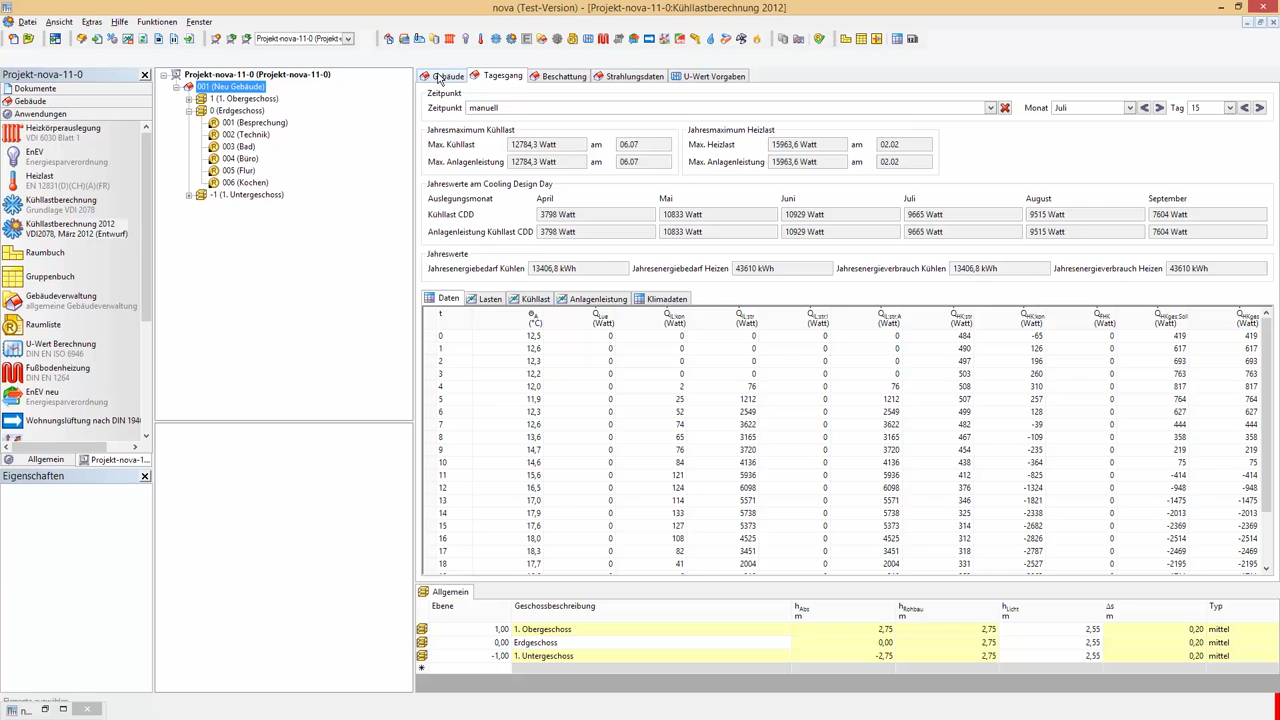 nova (Test-Version) - [Projekt-nova-11-0:Kühllastberechnung 2012]
Datei Ansicht Extras Hilfe Funktionen Fenster
Projekt-nova-11-0 (Projekt-
Projekt-nova-11-0
Dokumente
Gebäude
Anwendungen
Heizkörperauslegung
VDI 6030 Blatt 1
EnEV
Energiesparverordnung
Heizlast
EN 12831(D)(CH)(A)(FR)
Kühllastberechnung
Grundlage VDI 2078
Kühllastberechnung 2012
VDI2078, März 2012 (Entwurf)
Raumbuch
Gruppenbuch
Gebäudeverwaltung
allgemeine Gebäudeverwaltung
Raumliste
U-Wert Berechnung
DIN EN ISO 6946
Fußbodenheizung
DIN EN 1264
EnEV neu
Energiesparverordnung
Wohnungslüftung nach DIN 1946
Allgemein Projekt-nova-1...
Eigenschaften
Projekt-nova-11-0 (Projekt-nova-11-0)
001 (Neu Gebäude)
1 (1. Obergeschoss)
0 (Erdgeschoss)
001 (Besprechung)
002 (Technik)
003 (Bad)
004 (Büro)
005 (Flur)
006 (Kochen)
-1 (1. Untergeschoss)
Gebäude Tagesgang Beschattung Strahlungsdaten U-Wert Vorgaben
Zeitpunkt
Zeitpunkt manuell Monat Juli Tag 15
Jahresmaximum Kühllast Jahresmaximum Heizlast
Max. Kühllast 12784,3 Watt am 06.07 Max. Heizlast 15963,6 Watt am 02.02
Max. Anlagenleistung 12784,3 Watt am 06.07 Max. Anlagenleistung 15963,6 Watt am 02.02
Jahreswerte am Cooling Design Day
Auslegungsmonat April Mai Juni Juli August September
Kühllast CDD 3798 Watt 10833 Watt 10929 Watt 9665 Watt 9515 Watt 7604 Watt
Anlagenleistung Kühllast CDD 3798 Watt 10833 Watt 10929 Watt 9665 Watt 9515 Watt 7604 Watt
Jahreswerte
Jahresenergiebedarf Kühlen 13406,8 kWh Jahresenergiebedarf Heizen 43610 kWh Jahresenergieverbrauch Kühlen 13406,8 kWh Jahresenergieverbrauch Heizen 43610 kWh
Daten Lasten Kühllast Anlagenleistung Klimadaten
t
(°C) (Watt) (Watt) (Watt) (Watt) (Watt) (Watt) (Watt) (Watt) (Watt) (Watt)
0 12,5 0 0 0 0 0 484 -65 0 419 419
1 12,6 0 0 0 0 0 490 126 0 617 617
2 12,3 0 0 0 0 0 497 196 0 693 693
3 12,2 0 0 0 0 0 503 260 0 763 763
4 12,0 0 2 76 0 76 508 310 0 817 817
5 11,9 0 25 1212 0 1212 507 257 0 764 764
6 12,3 0 52 2549 0 2549 499 128 0 627 627
7 12,6 0 74 3622 0 3622 482 -39 0 444 444
8 13,6 0 65 3165 0 3165 467 -109 0 358 358
9 14,7 0 76 3720 0 3720 454 -235 0 219 219
10 14,6 0 84 4136 0 4136 438 -364 0 75 75
11 15,6 0 121 5936 0 5936 412 -825 0 -414 -414
12 16,5 0 124 6098 0 6098 376 -1324 0 -948 -948
13 17,0 0 114 5571 0 5571 346 -1821 0 -1475 -1475
14 17,9 0 133 5738 0 5738 325 -2338 0 -2013 -2013
15 17,6 0 127 5373 0 5373 314 -2682 0 -2369 -2369
16 18,0 0 108 4525 0 4525 312 -2826 0 -2514 -2514
17 18,3 0 82 3451 0 3451 318 -2787 0 -2469 -2469
18 17,7 0 41 2004 0 2004 331 -2527 0 -2195 -2195
Allgemein
Ebene Geschossbeschreibung hAbs hRohbau hLicht Δs Typ
m m m m
1,00 1. Obergeschoss 2,75 2,75 2,55 0,20 mittel
0,00 Erdgeschoss 0,00 2,75 2,55 0,20 mittel
-1,00 1. Untergeschoss -2,75 2,75 2,55 0,20 mittel
n...